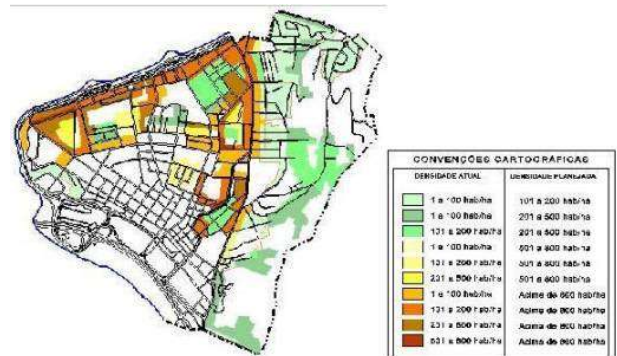 CONVENÇÕES CARTOGRÁFICAS
DENSIDADE ATUAL DENSIDADE PLANEJADA
1 a 100 hab/ha 101 a 200 hab/ha
1 a 100 hab/ha 201 a 500 hab/ha
101 a 200 hab/ha 201 a 500 hab/ha
1 a 100 hab/ha 501 a 800 hab/ha
101 a 200 hab/ha 501 a 800 hab/ha
201 a 500 hab/ha 501 a 800 hab/ha
1 a 100 hab/ha Acima de 800 hab/ha
101 a 200 hab/ha Acima de 800 hab/ha
201 a 500 hab/ha Acima de 800 hab/ha
501 a 800 hab/ha Acima de 800 hab/ha